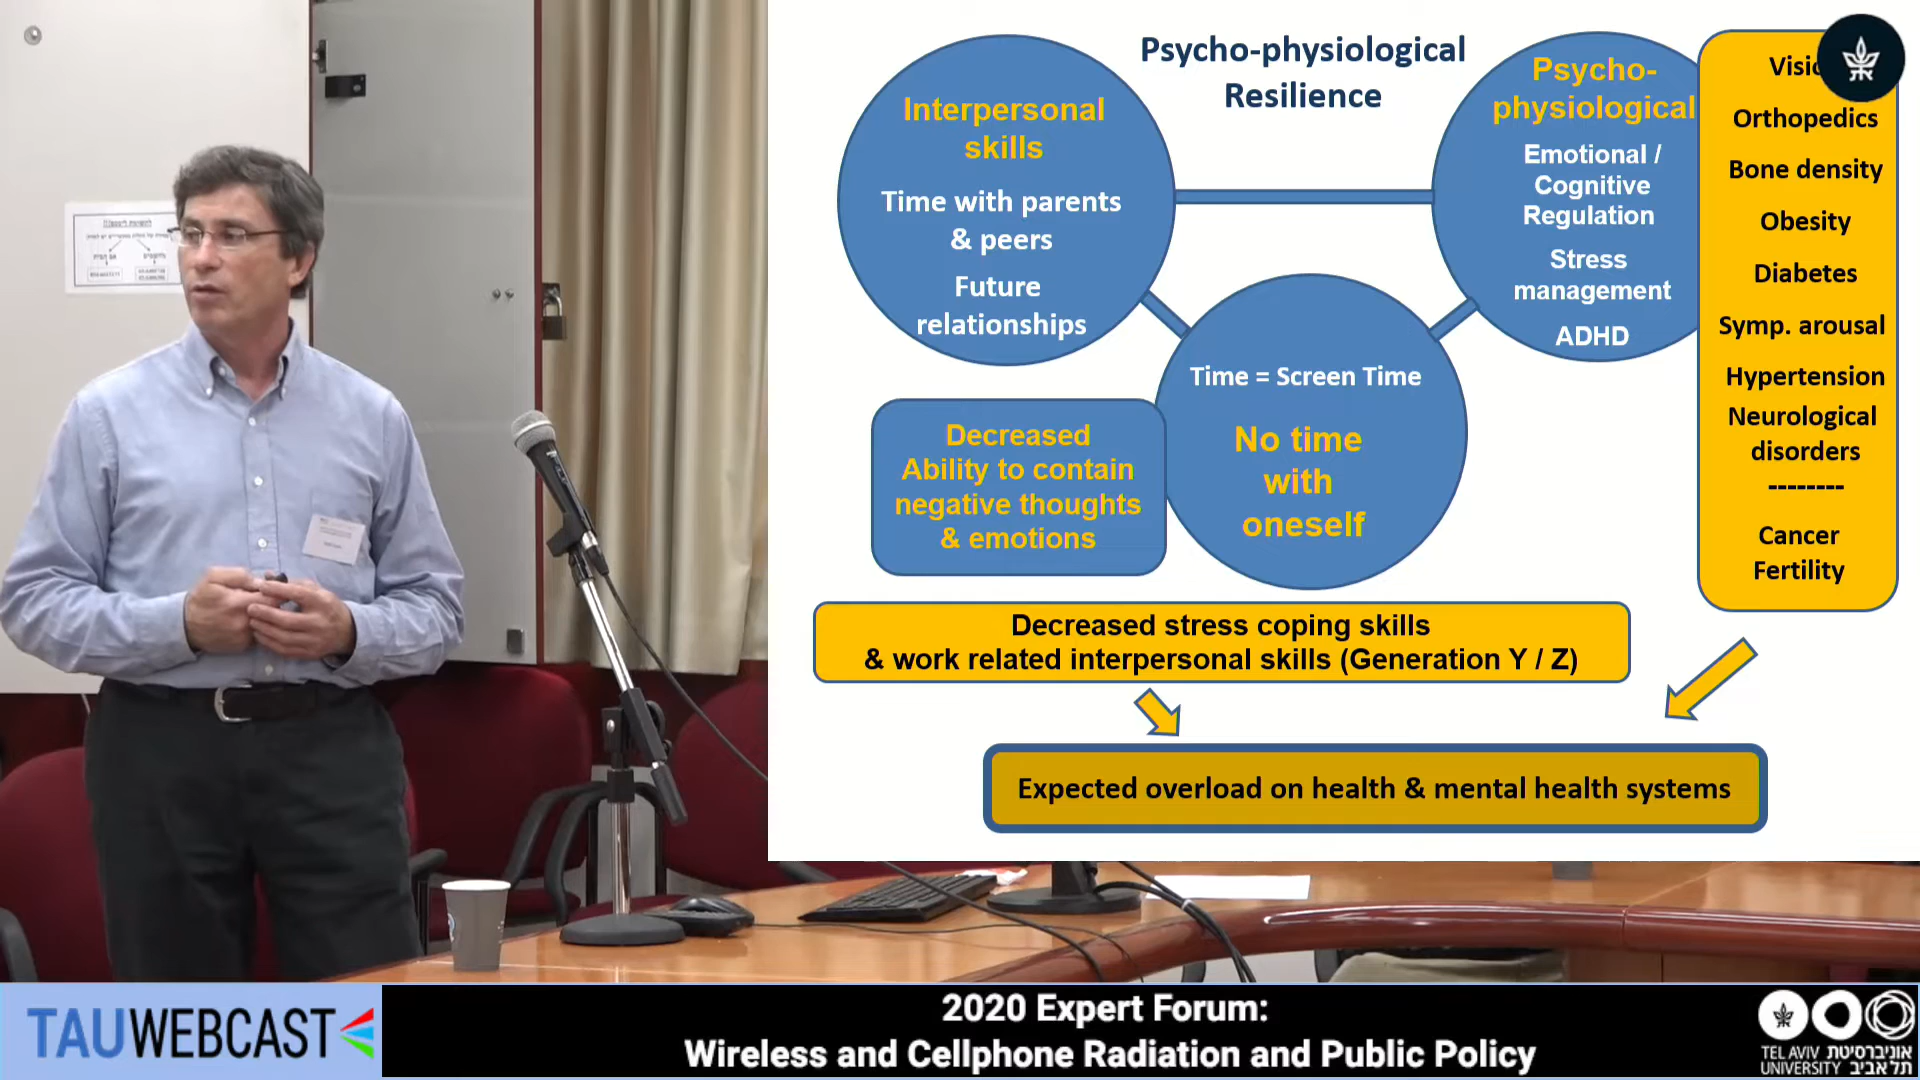 Psycho-physiological
Resilience
Interpersonal
skills
Time with parents
& peers
Future
relationships
Psycho-
physiological
Emotional /
Cognitive
Regulation
Stress
management
ADHD
Orthopedics
Bone density
Obesity
Diabetes
Symp. arousal
Hypertension
Neurological
disorders
--------
Cancer
Fertility
Time = Screen Time
No time
with
oneself
Decreased
Ability to contain
negative thoughts
& emotions
Decreased stress coping skills
& work related interpersonal skills (Generation Y / Z)
Expected overload on health & mental health systems
TAUWEBCAST
2020 Expert Forum:
Wireless and Cellphone Radiation and Public Policy
TEL AVIV אוניברסיטת
UNIVERSITY תל אביב